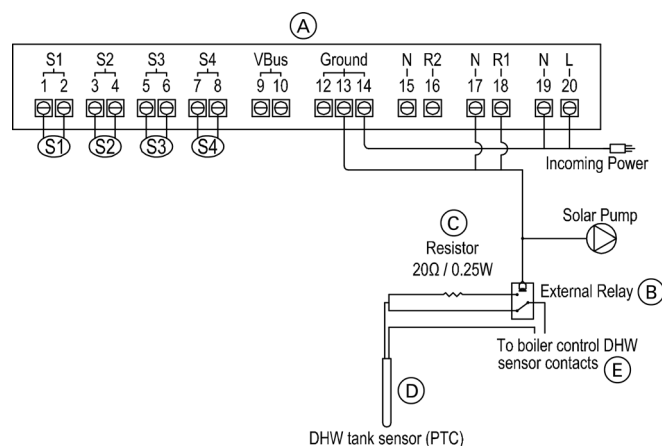 A
S1 S2 S3 S4 VBus Ground N R2 N R1 N L
1 2 3 4 5 6 7 8 9 10 12 13 14 15 16 17 18 19 20
S1 S2 S3 S4
Incoming Power
Solar Pump
C
Resistor
20Ω / 0.25W
External Relay B
To boiler control DHW
sensor contacts E
D
DHW tank sensor (PTC)